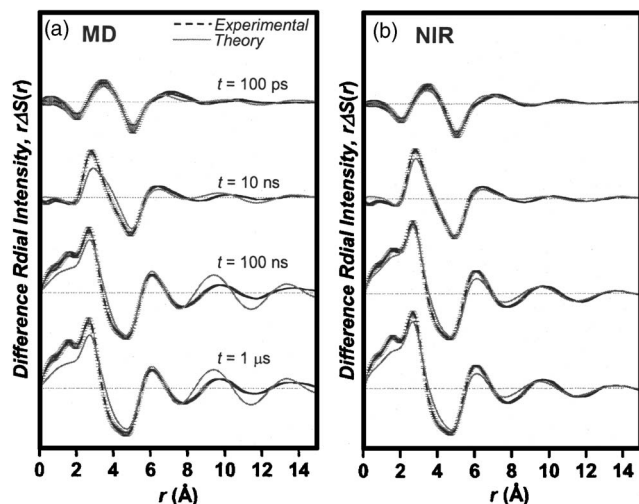 (a) MD
Experimental
Theory
t = 100 ps
t = 10 ns
t = 100 ns
t = 1 μs
Difference Rdial Intensity, rΔS(r)
0 2 4 6 8 10 12 14
r (Å)
(b) NIR
Difference Rdial Intensity, rΔS(r)
0 2 4 6 8 10 12 14
r (Å)